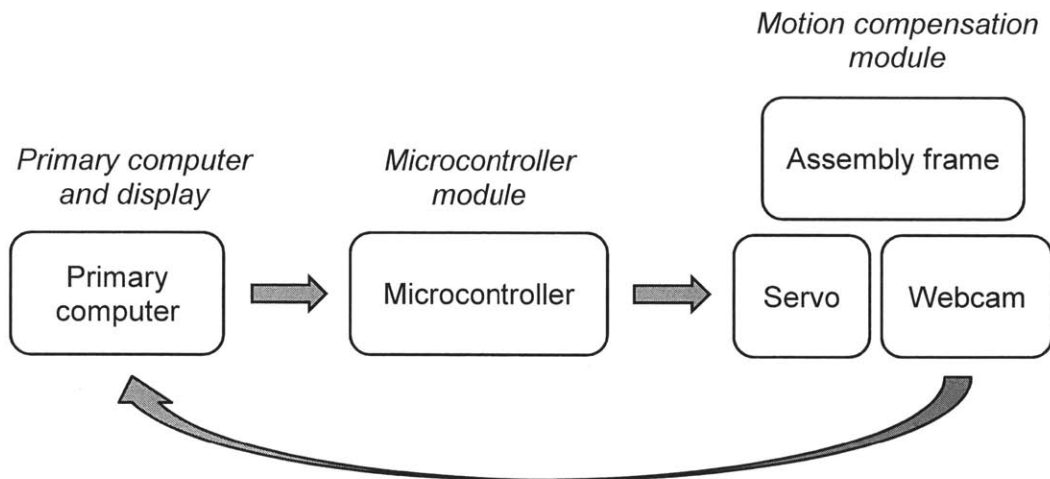 Motion compensation
module
Assembly frame
Primary computer
and display
Microcontroller
module
Primary
computer
Microcontroller
Servo
Webcam